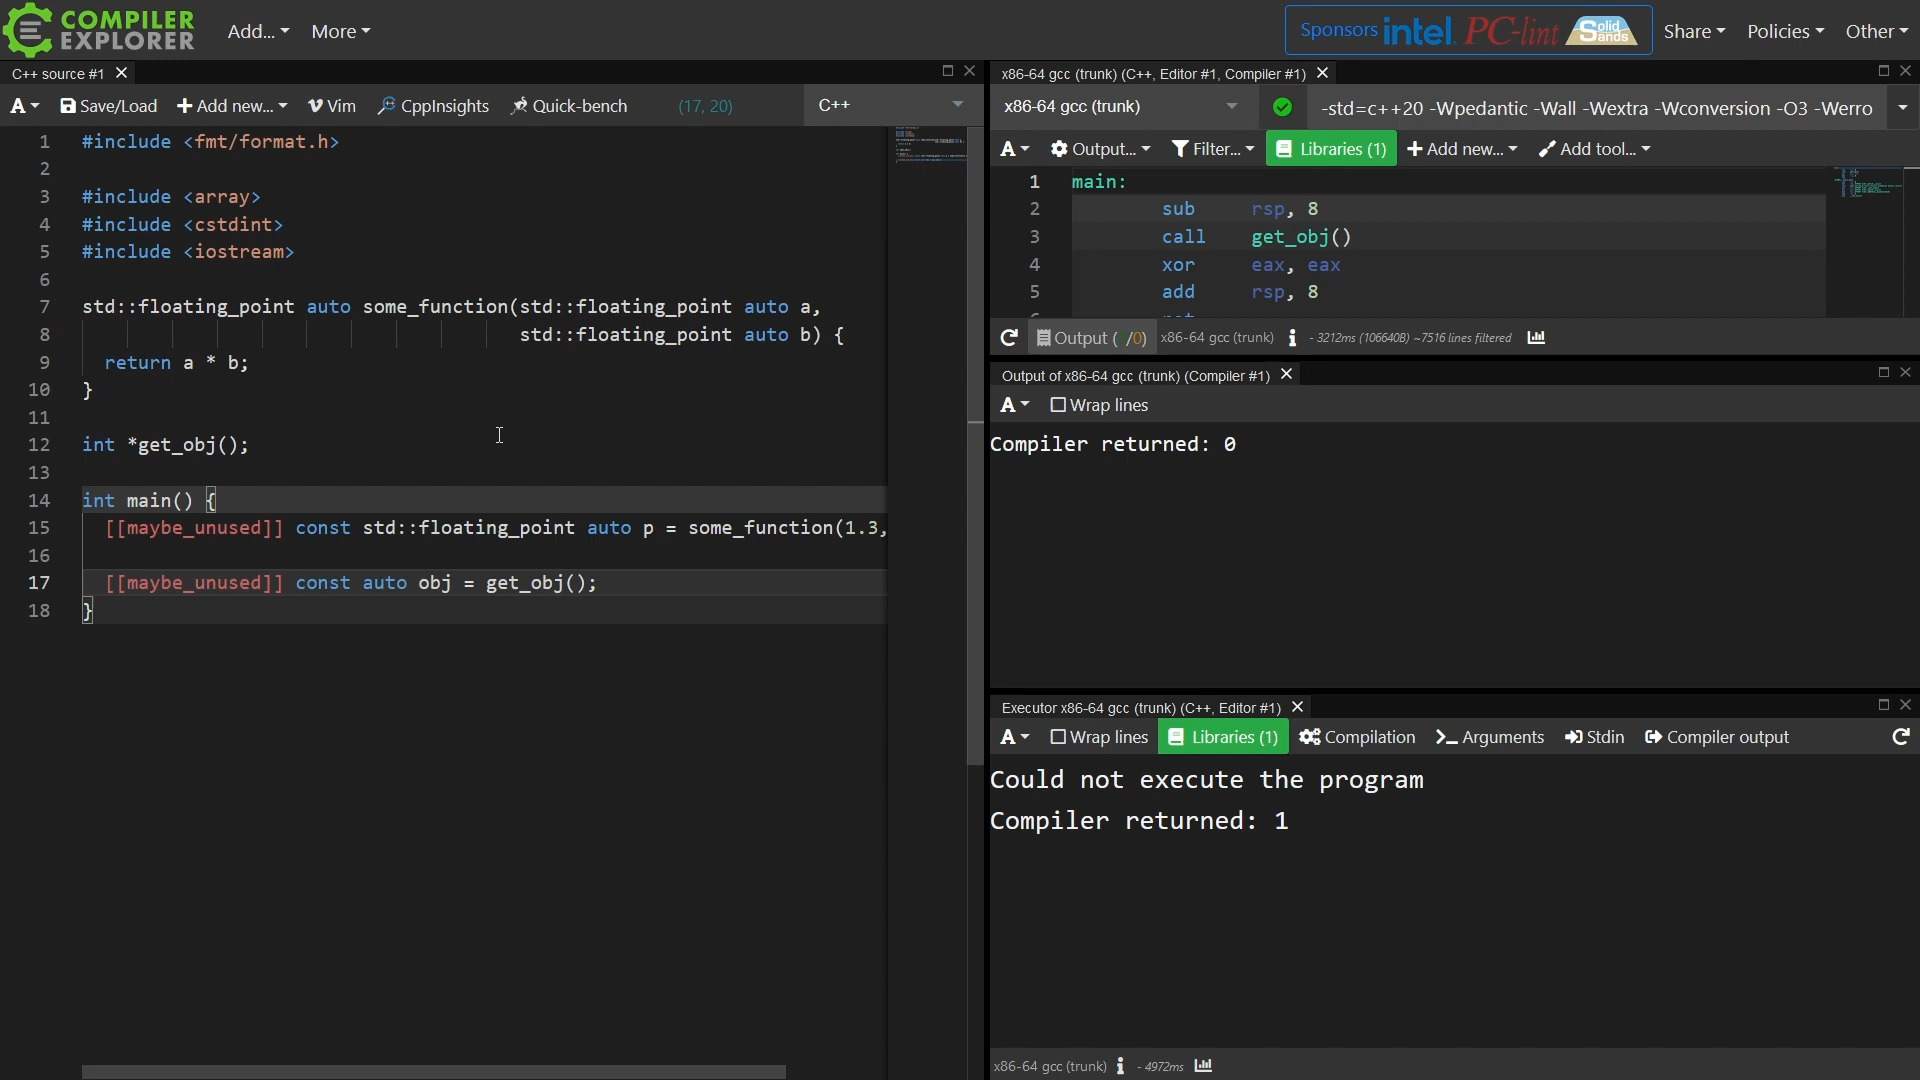 COMPILER EXPLORER
Add...
More
Sponsors intel. PC-lint Solid Sands
Share
Policies
Other
C++ source #1
A
Save/Load
Add new...
Vim
CppInsights
Quick-bench
(17, 20)
C++
1 #include <fmt/format.h>
2
3 #include <array>
4 #include <cstdint>
5 #include <iostream>
6
7 std::floating_point auto some_function(std::floating_point auto a,
8 std::floating_point auto b) {
9 return a * b;
10 }
11
12 int *get_obj();
13
14 int main() {
15 [[maybe_unused]] const std::floating_point auto p = some_function(1.3,
16
17 [[maybe_unused]] const auto obj = get_obj();
18 }
x86-64 gcc (trunk) (C++, Editor #1, Compiler #1)
x86-64 gcc (trunk)
-std=c++20 -Wpedantic -Wall -Wextra -Wconversion -O3 -Werro
A
Output...
Filter...
Libraries (1)
Add new...
Add tool...
1 main:
2 sub rsp, 8
3 call get_obj()
4 xor eax, eax
5 add rsp, 8
Output ( /0) x86-64 gcc (trunk) i - 3212ms (106640B) ~7516 lines filtered
Output of x86-64 gcc (trunk) (Compiler #1)
A
Wrap lines
Compiler returned: 0
Executor x86-64 gcc (trunk) (C++, Editor #1)
A
Wrap lines
Libraries (1)
Compilation
Arguments
Stdin
Compiler output
Could not execute the program
Compiler returned: 1
x86-64 gcc (trunk) i - 4972ms